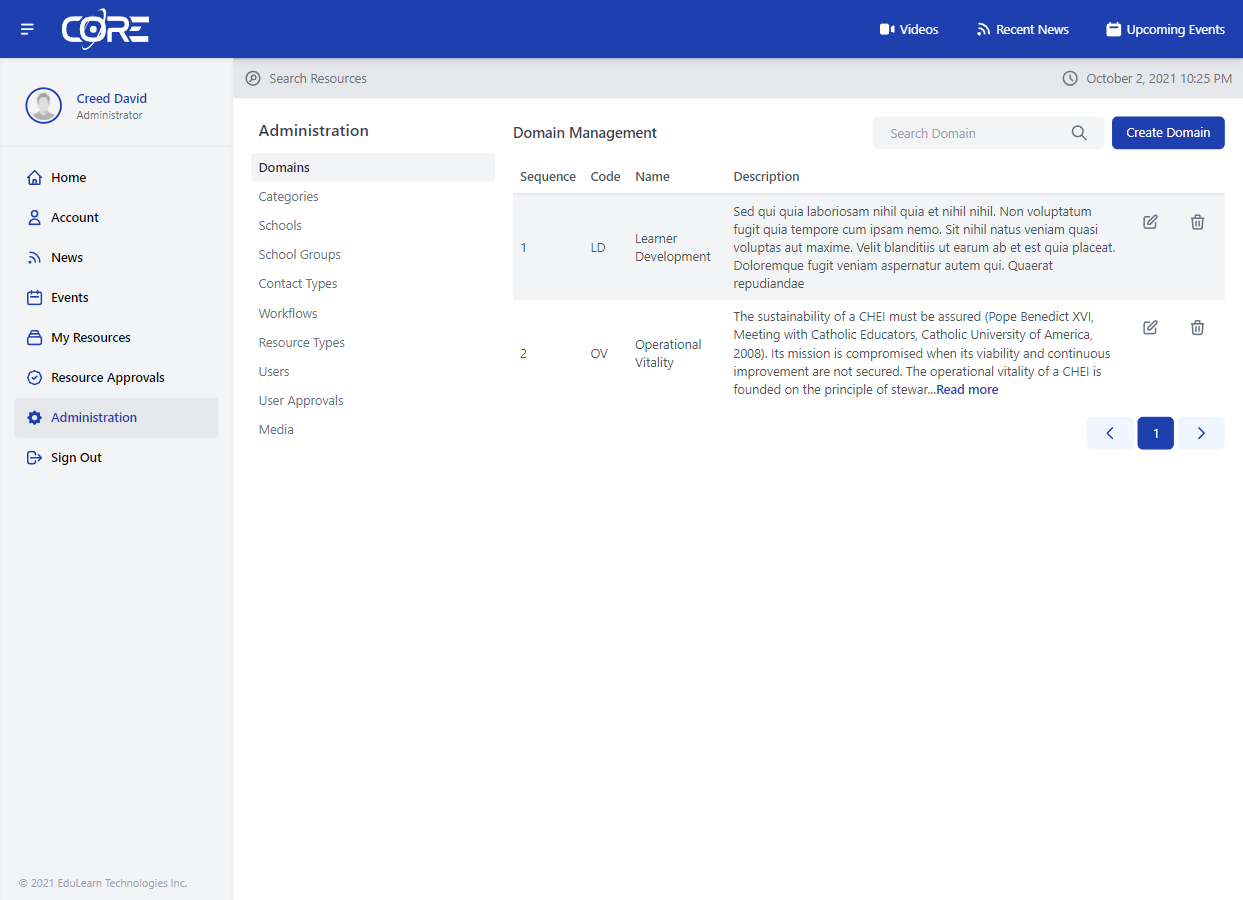 CORE
Videos
Recent News
Upcoming Events
Search Resources
October 2, 2021 10:25 PM
Creed David
Administrator
Home
Account
News
Events
My Resources
Resource Approvals
Administration
Sign Out
© 2021 EduLearn Technologies Inc.
Administration
Domains
Categories
Schools
School Groups
Contact Types
Workflows
Resource Types
Users
User Approvals
Media
Domain Management
Search Domain
Create Domain
Sequence Code Name Description
1 LD Learner
Development
Sed qui quia laboriosam nihil quia et nihil nihil. Non voluptatum
fugit quia tempore cum ipsam nemo. Sit nihil natus veniam quasi
voluptas aut maxime. Velit blanditiis ut earum ab et est quia placeat.
Doloremque fugit veniam aspernatur autem qui. Quaerat
repudiandae
2 OV Operational
Vitality
The sustainability of a CHEI must be assured (Pope Benedict XVI,
Meeting with Catholic Educators, Catholic University of America,
2008). Its mission is compromised when its viability and continuous
improvement are not secured. The operational vitality of a CHEI is
founded on the principle of stewar...Read more
1